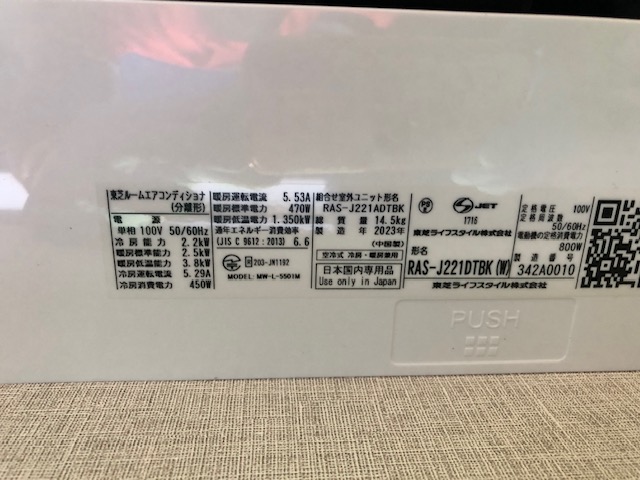 東芝ルームエアコンディショナ
(分離形)
電 源
単相 100V 50/60Hz
冷房能力 2.2kW
暖房標準能力 2.5kW
暖房低温能力 3.8kW
冷房運転電流 5.29A
冷房消費電力 450W
暖房運転電流 5.53A
暖房標準電力 470W
暖房低温電力 1.350kW
通年エネルギー消費効率
(JIS C 9612:2013) 6.6
R 203-JN1192
MODEL: MW-L-5501M
組合せ室外ユニット形名
RAS-J221ADTBK
総質量 14.5kg
製造年 2023年
(中国製)
空冷式 冷房・暖房兼用
日本国内専用品
Use only in Japan
PS E
JET
1716
東芝ライフスタイル株式会社
形名
RAS-J221DTBK (W)
定格電圧 100V
定格周波数
50/60Hz
電動機の定格消費電力
800W
製造番号
342A0010
東芝ライフスタイル株式会社
PUSH